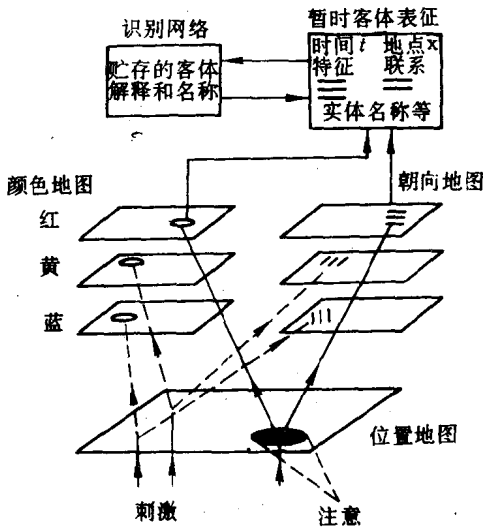 识别网络
贮存的客体
解释和名称
暂时客体表征
时间t 地点x
特征 联系
实体名称等
颜色地图
红
黄
蓝
朝向地图
位置地图
刺激
注意